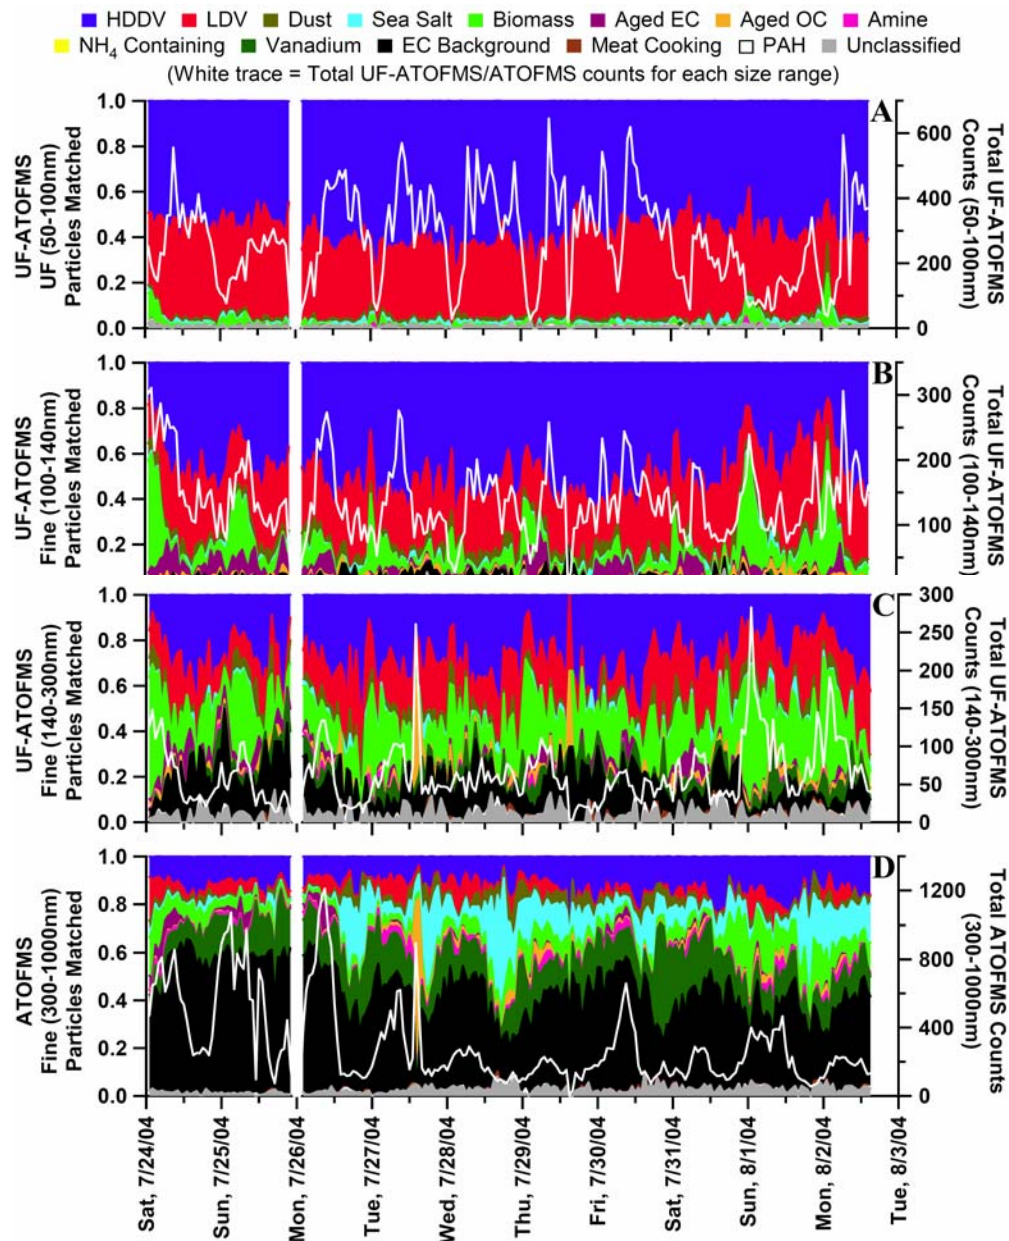 HDDV LDV Dust Sea Salt Biomass Aged EC Aged OC Amine
NH4 Containing Vanadium EC Background Meat Cooking PAH Unclassified
(White trace = Total UF-ATOFMS/ATOFMS counts for each size range)
A
UF-ATOFMS
UF (50-100nm)
Particles Matched
1.0
0.8
0.6
0.4
0.2
0.0
600
400
200
0
Total UF-ATOFMS
Counts (50-100nm)
B
UF-ATOFMS
Fine (100-140nm)
Particles Matched
1.0
0.8
0.6
0.4
0.2
300
200
100
Total UF-ATOFMS
Counts (100-140nm)
C
UF-ATOFMS
Fine (140-300nm)
Particles Matched
1.0
0.8
0.6
0.4
0.2
0.0
300
250
200
150
100
50
0
Total UF-ATOFMS
Counts (140-300nm)
D
ATOFMS
Fine (300-1000nm)
Particles Matched
1.0
0.8
0.6
0.4
0.2
0.0
1200
800
400
0
Total ATOFMS Counts
(300-1000nm)
Sat, 7/24/04
Sun, 7/25/04
Mon, 7/26/04
Tue, 7/27/04
Wed, 7/28/04
Thu, 7/29/04
Fri, 7/30/04
Sat, 7/31/04
Sun, 8/1/04
Mon, 8/2/04
Tue, 8/3/04